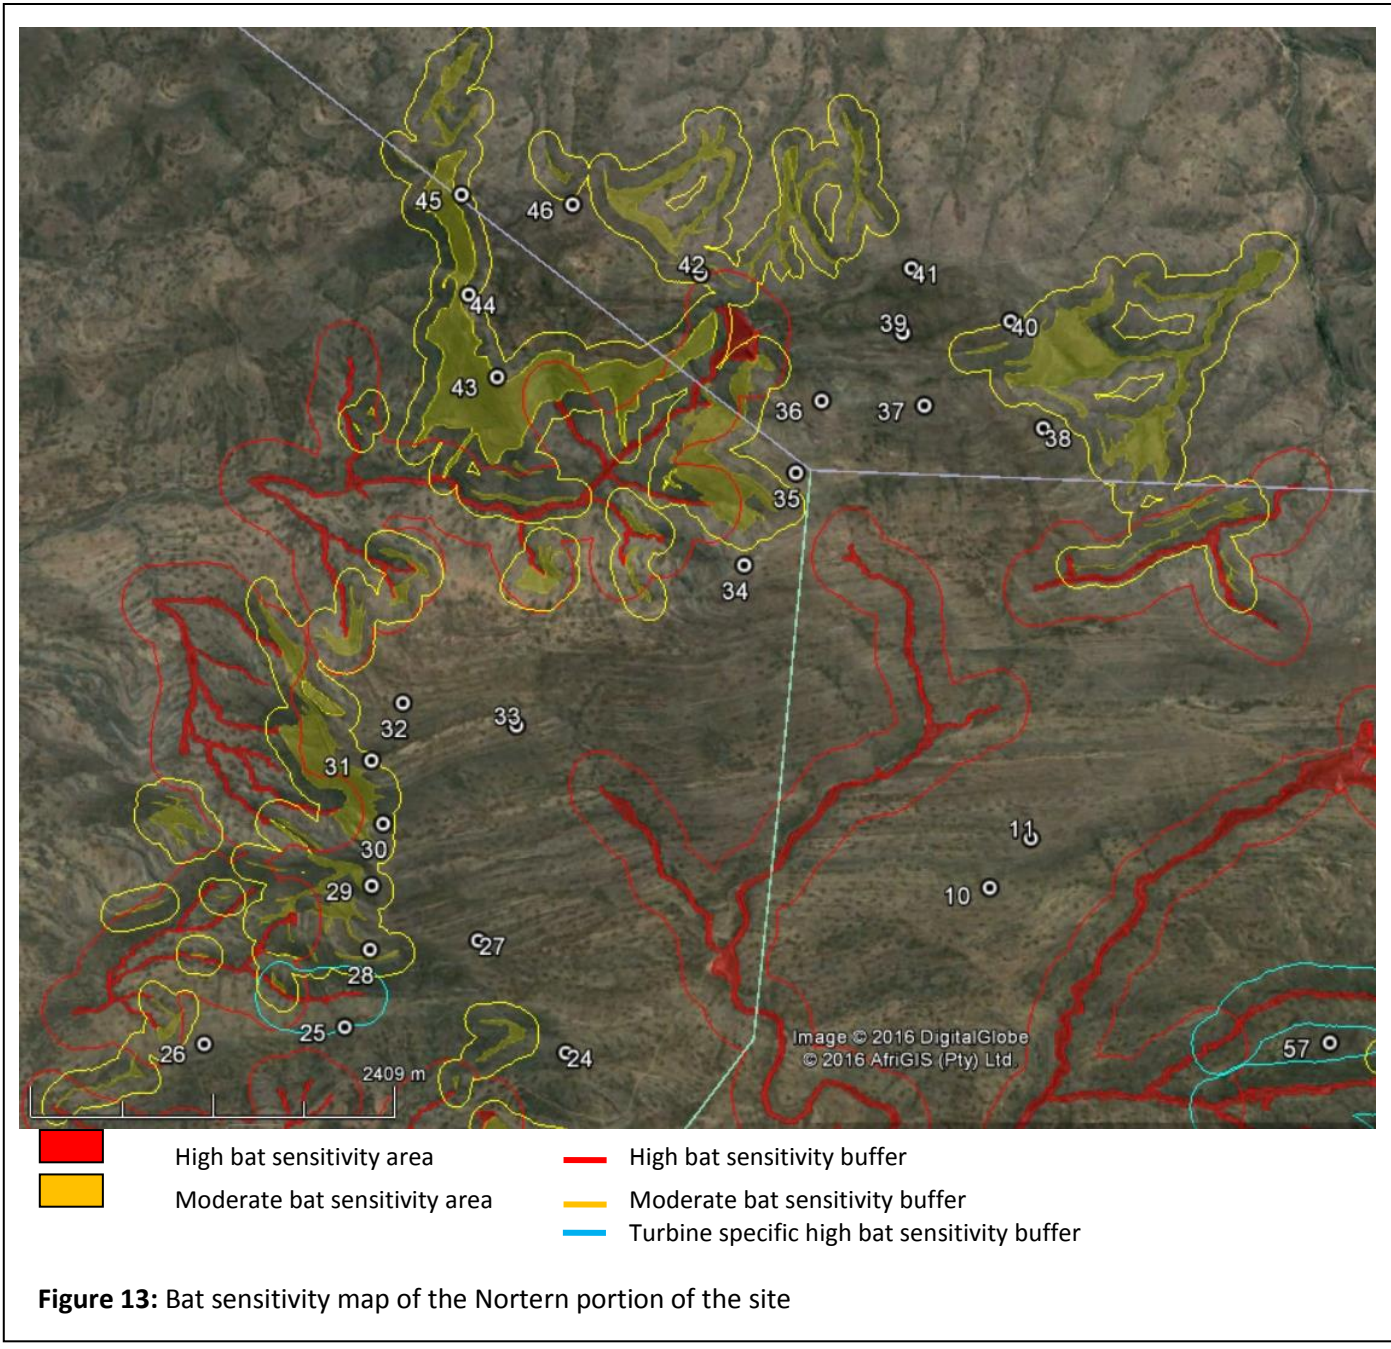 45
46
42
41
44
39
40
43
36
37
38
35
34
32
33
31
30
11
29
10
27
28
25
26
24
57
2409 m
Image © 2016 DigitalGlobe
© 2016 AfriGIS (Pty) Ltd.
High bat sensitivity area
High bat sensitivity buffer
Moderate bat sensitivity area
Moderate bat sensitivity buffer
Turbine specific high bat sensitivity buffer
Figure 13: Bat sensitivity map of the Nortern portion of the site